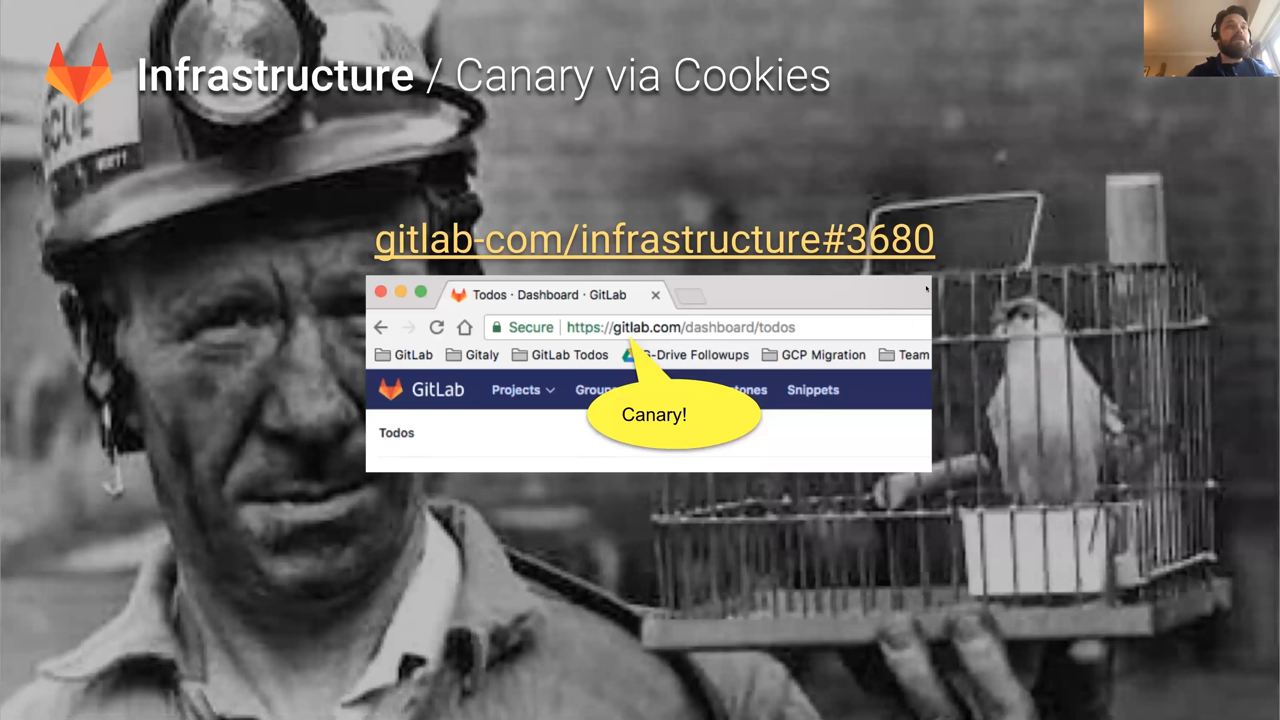 Infrastructure / Canary via Cookies
CUE
gitlab-com/infrastructure#3680
Todos · Dashboard · GitLab
Secure https://gitlab.com/dashboard/todos
GitLab Gitaly GitLab Todos G-Drive Followups GCP Migration Team
GitLab Projects Snippets
Canary!
Todos